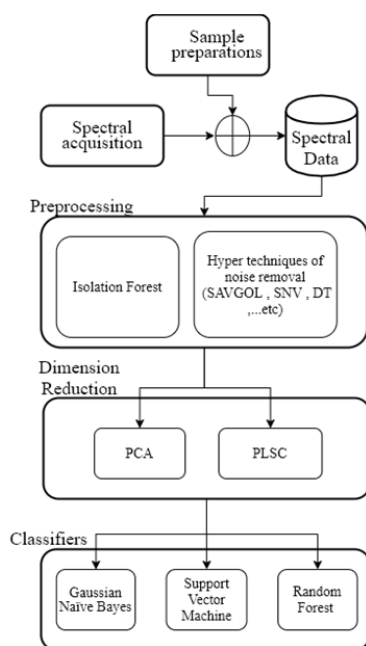 Sample
preparations
Spectral
acquisition
Spectral
Data
Preprocessing
Isolation Forest
Hyper techniques of
noise removal
(SAVGOL , SNV , DT
,...etc)
Dimension
Reduction
PCA
PLSC
Classifiers
Gaussian
Naïve Bayes
Support
Vector
Machine
Random
Forest